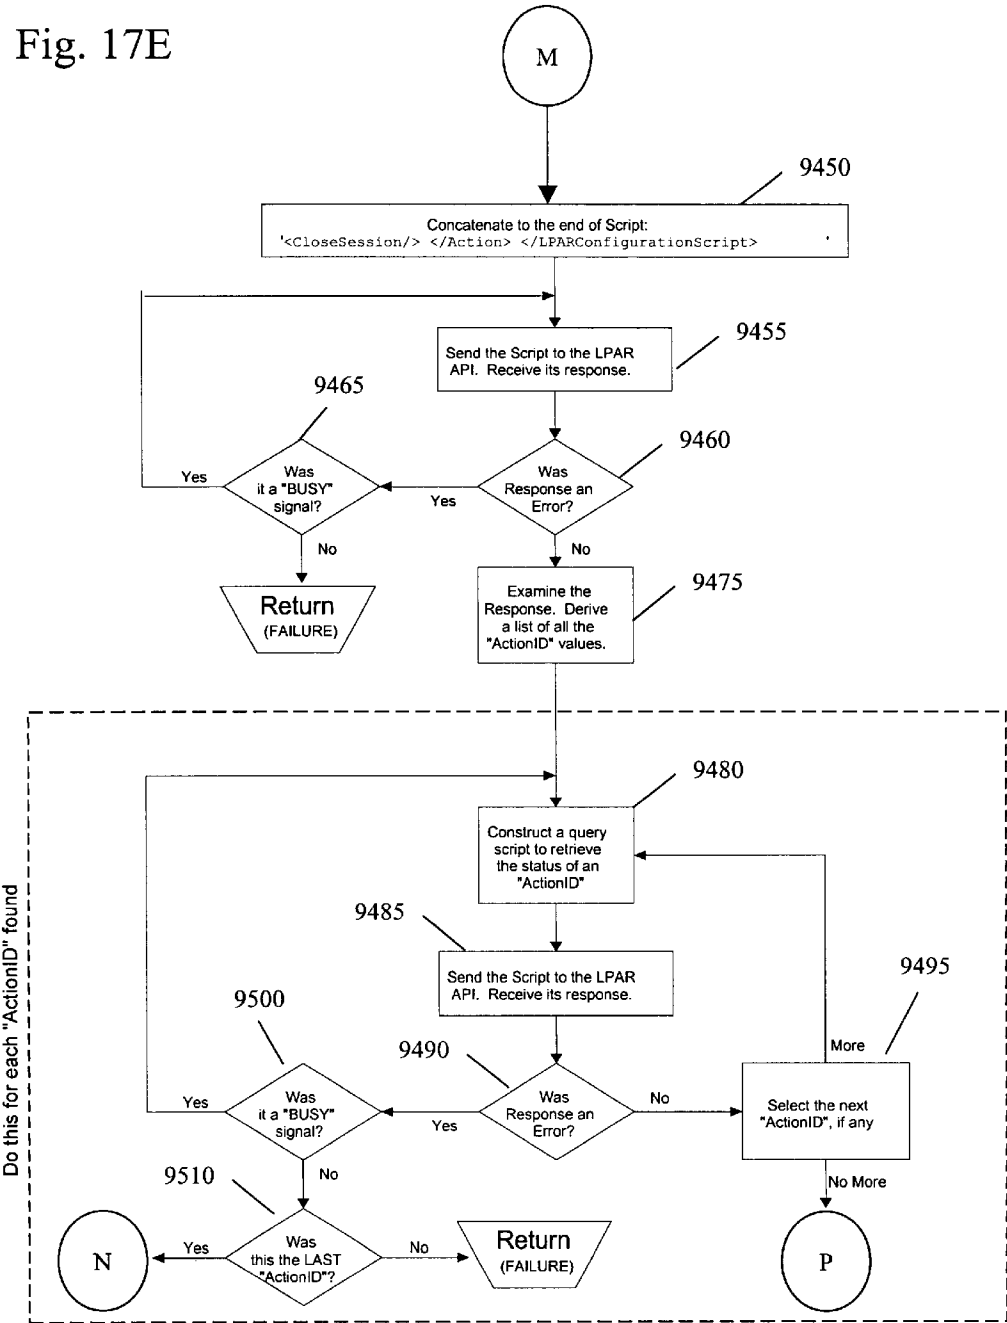 Fig. 17E
M
9450
Concatenate to the end of Script:
'<CloseSession/> </Action> </LPARConfigurationScript> '
9455
Send the Script to the LPAR
API. Receive its response.
9465
9460
Was
it a "BUSY"
signal?
Yes
Was
Response an
Error?
Yes
No
No
Return
(FAILURE)
9475
Examine the
Response. Derive
a list of all the
"ActionID" values.
Do this for each "ActionID" found
9480
Construct a query
script to retrieve
the status of an
"ActionID"
9485
Send the Script to the LPAR
API. Receive its response.
9495
9500
9490
More
Was
it a "BUSY"
signal?
Yes
Was
Response an
Error?
Yes
No
Select the next
"ActionID", if any
No
No More
9510
Was
this the LAST
"ActionID"?
Yes
No
N
Return
(FAILURE)
P